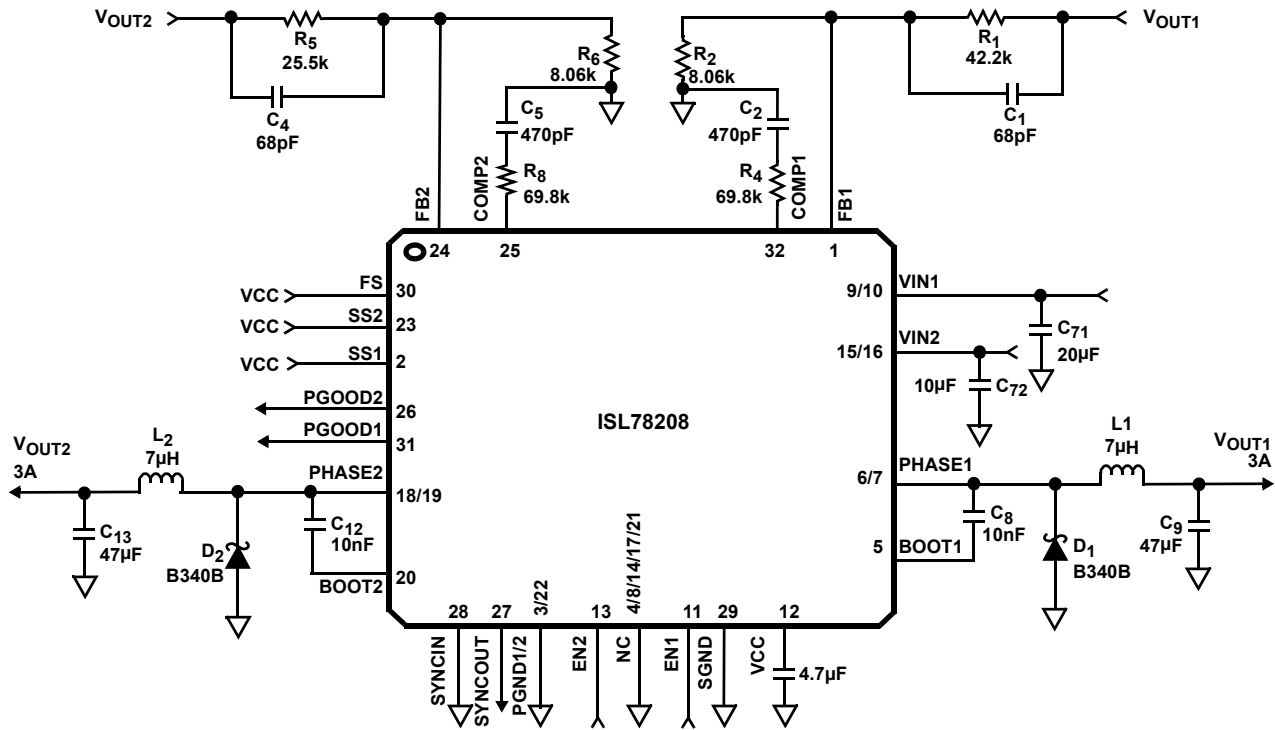 VOUT2
R5
25.5k
C4
68pF
R6
8.06k
C5
470pF
R8
69.8k
COMP2
FB2
R2
8.06k
C2
470pF
R4
69.8k
COMP1
FB1
R1
42.2k
C1
68pF
VOUT1
24
25
32
1
VCC
FS
30
VCC
SS2
23
VCC
SS1
2
PGOOD2
26
PGOOD1
31
VOUT2
3A
L2
7µH
PHASE2
18/19
C13
47µF
D2
B340B
C12
10nF
BOOT2
20
ISL78208
9/10
VIN1
C71
20µF
15/16
VIN2
10µF
C72
6/7
PHASE1
L1
7µH
VOUT1
3A
5
BOOT1
C8
10nF
D1
B340B
C9
47µF
28
27
3/22
13
4/8/14/17/21
11
29
12
SYNCIN
SYNCOUT
PGND1/2
EN2
NC
EN1
SGND
VCC
4.7µF